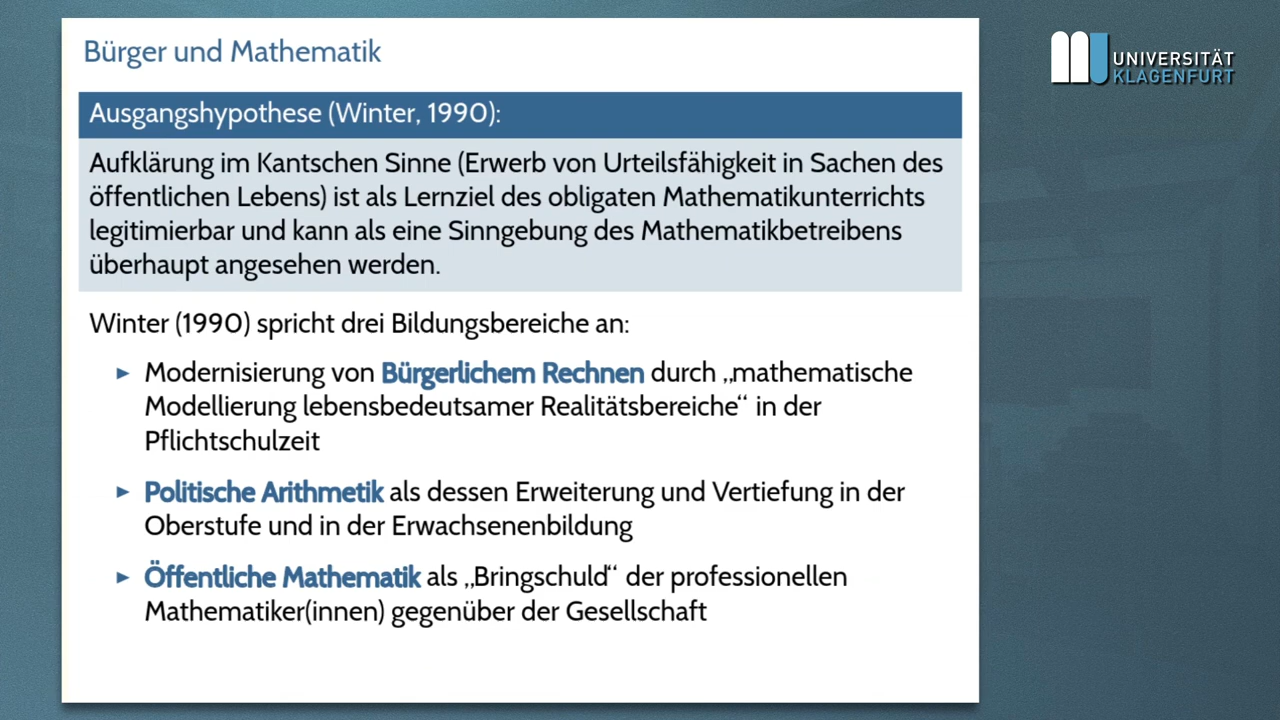 Bürger und Mathematik
UNIVERSITÄT
KLAGENFURT
Ausgangshypothese (Winter, 1990):
Aufklärung im Kantschen Sinne (Erwerb von Urteilsfähigkeit in Sachen des
öffentlichen Lebens) ist als Lernziel des obligaten Mathematikunterrichts
legitimierbar und kann als eine Sinngebung des Mathematikbetreibens
überhaupt angesehen werden.
Winter (1990) spricht drei Bildungsbereiche an:
► Modernisierung von Bürgerlichem Rechnen durch „mathematische
Modellierung lebensbedeutsamer Realitätsbereiche“ in der
Pflichtschulzeit
► Politische Arithmetik als dessen Erweiterung und Vertiefung in der
Oberstufe und in der Erwachsenenbildung
► Öffentliche Mathematik als „Bringschuld“ der professionellen
Mathematiker(innen) gegenüber der Gesellschaft